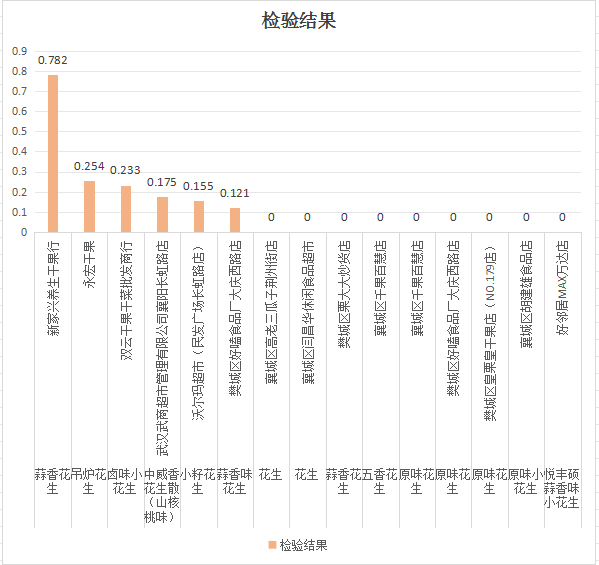 检验结果
0.9
0.8
0.7
0.6
0.5
0.4
0.3
0.2
0.1
0
0.782
0.254
0.233
0.175
0.155
0.121
0
0
0
0
0
0
0
0
0
新家兴养生干果行
永宏干果
双云干果干菜批发商行
武汉武商超市管理有限公司襄阳长虹路店
沃尔玛超市（民发广场长虹路店）
樊城区好嗑食品厂大庆西路店
襄城区高老三瓜子荆州街店
襄城区闫昌华休闲食品超市
樊城区栗大大炒货店
襄城区千果百慧店
襄城区千果百慧店
樊城区好嗑食品厂大庆西路店
樊城区皇栗皇干果店（NO.179店）
襄城区胡建雄食品店
好邻居MAX万达店
蒜香花生
吊炉花生
卤味小花生
中威香花生散（山核桃味）
小籽花生
蒜香味花生
花生
花生
蒜香花生
五香花生
原味花生
原味花生
原味花生
原味小花生
悦丰硕蒜香味小花生
检验结果